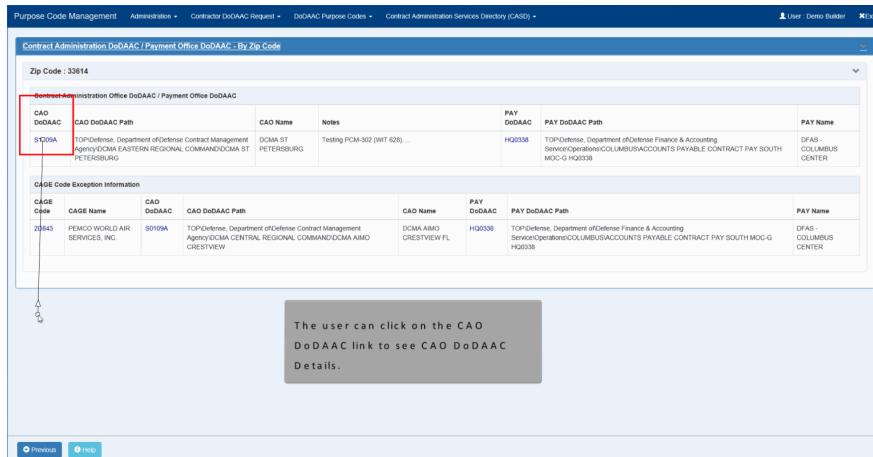 Purpose Code Management Administration Contractor DoDAAC Request DoDAAC Purpose Codes Contract Administration Services Directory (CASD) User : Demo Builder Ex
Contract Administration DoDAAC / Payment Office DoDAAC - By Zip Code
Zip Code : 33614
Contract Administration Office DoDAAC / Payment Office DoDAAC
CAO PAY
DoDAAC CAO DoDAAC Path CAO Name Notes DoDAAC PAY DoDAAC Path PAY Name
S1209A TOP\Defense, Department of\Defense Contract Management DCMA ST Testing PCM-302 (WIT 628).... HQ0338 TOP\Defense, Department of\Defense Finance & Accounting DFAS -
Agency\DCMA EASTERN REGIONAL COMMAND\DCMA ST PETERSBURG Service\Operations\COLUMBUS\ACCOUNTS PAYABLE CONTRACT PAY SOUTH COLUMBUS
PETERSBURG MOC-G HQ0338 CENTER
CAGE Code Exception Information
CAGE CAO PAY
Code CAGE Name DoDAAC CAO DoDAAC Path CAO Name DoDAAC PAY DoDAAC Path PAY Name
PEMCO WORLD AIR S0109A TOP\Defense, Department of\Defense Contract Management DCMA AIMO HQ0338 TOP\Defense, Department of\Defense Finance & Accounting DFAS -
SERVICES, INC. Agency\DCMA CENTRAL REGIONAL COMMAND\DCMA AIMO CRESTVIEW FL Service\Operations\COLUMBUS\ACCOUNTS PAYABLE CONTRACT PAY SOUTH MOC-G COLUMBUS
CRESTVIEW HQ0338 CENTER
The user can click on the CAO
DoDAAC link to see CAO DoDAAC
Details.
Previous Help